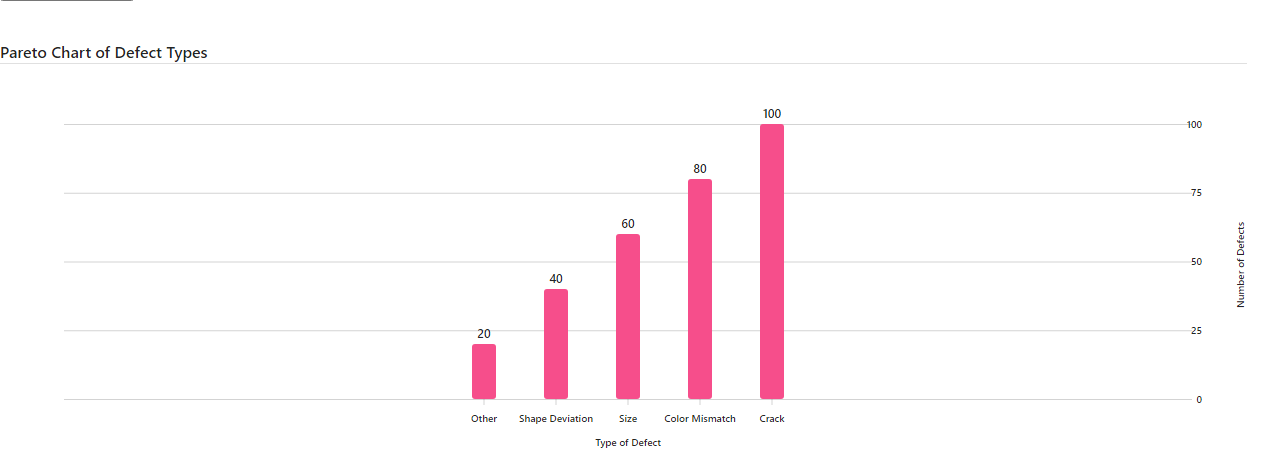 Pareto Chart of Defect Types
100
80
60
40
20
100
75
50
25
0
Number of Defects
Other Shape Deviation Size Color Mismatch Crack
Type of Defect